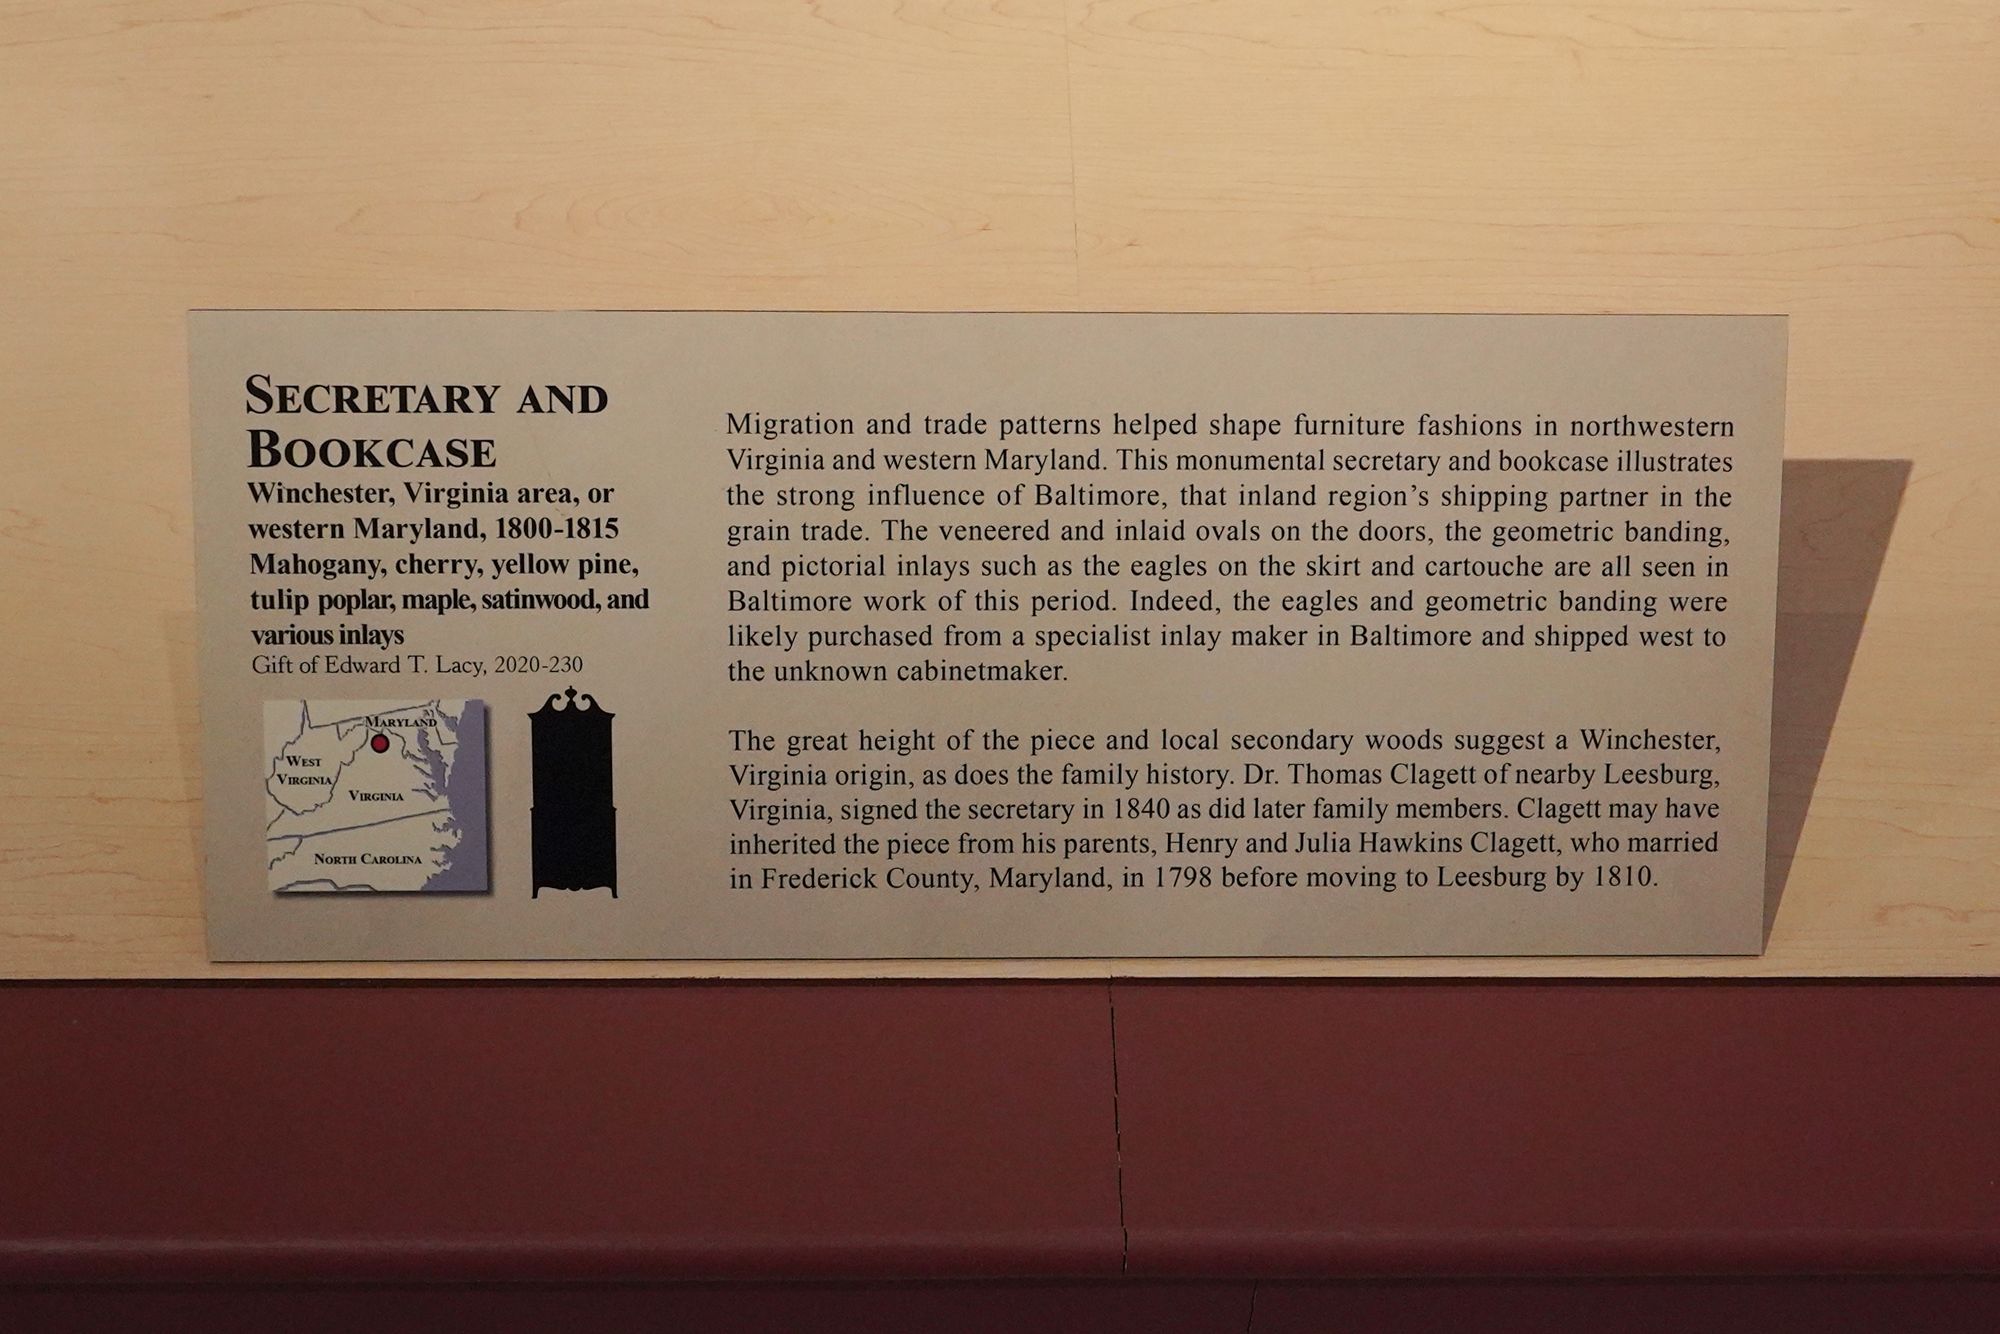 SECRETARY AND
BOOKCASE
Winchester, Virginia area, or
western Maryland, 1800-1815
Mahogany, cherry, yellow pine,
tulip poplar, maple, satinwood, and
various inlays
Gift of Edward T. Lacy, 2020-230
MARYLAND
WEST
VIRGINIA
VIRGINIA
NORTH CAROLINA
Migration and trade patterns helped shape furniture fashions in northwestern
Virginia and western Maryland. This monumental secretary and bookcase illustrates
the strong influence of Baltimore, that inland region's shipping partner in the
grain trade. The veneered and inlaid ovals on the doors, the geometric banding,
and pictorial inlays such as the eagles on the skirt and cartouche are all seen in
Baltimore work of this period. Indeed, the eagles and geometric banding were
likely purchased from a specialist inlay maker in Baltimore and shipped west to
the unknown cabinetmaker.
The great height of the piece and local secondary woods suggest a Winchester,
Virginia origin, as does the family history. Dr. Thomas Clagett of nearby Leesburg,
Virginia, signed the secretary in 1840 as did later family members. Clagett may have
inherited the piece from his parents, Henry and Julia Hawkins Clagett, who married
in Frederick County, Maryland, in 1798 before moving to Leesburg by 1810.